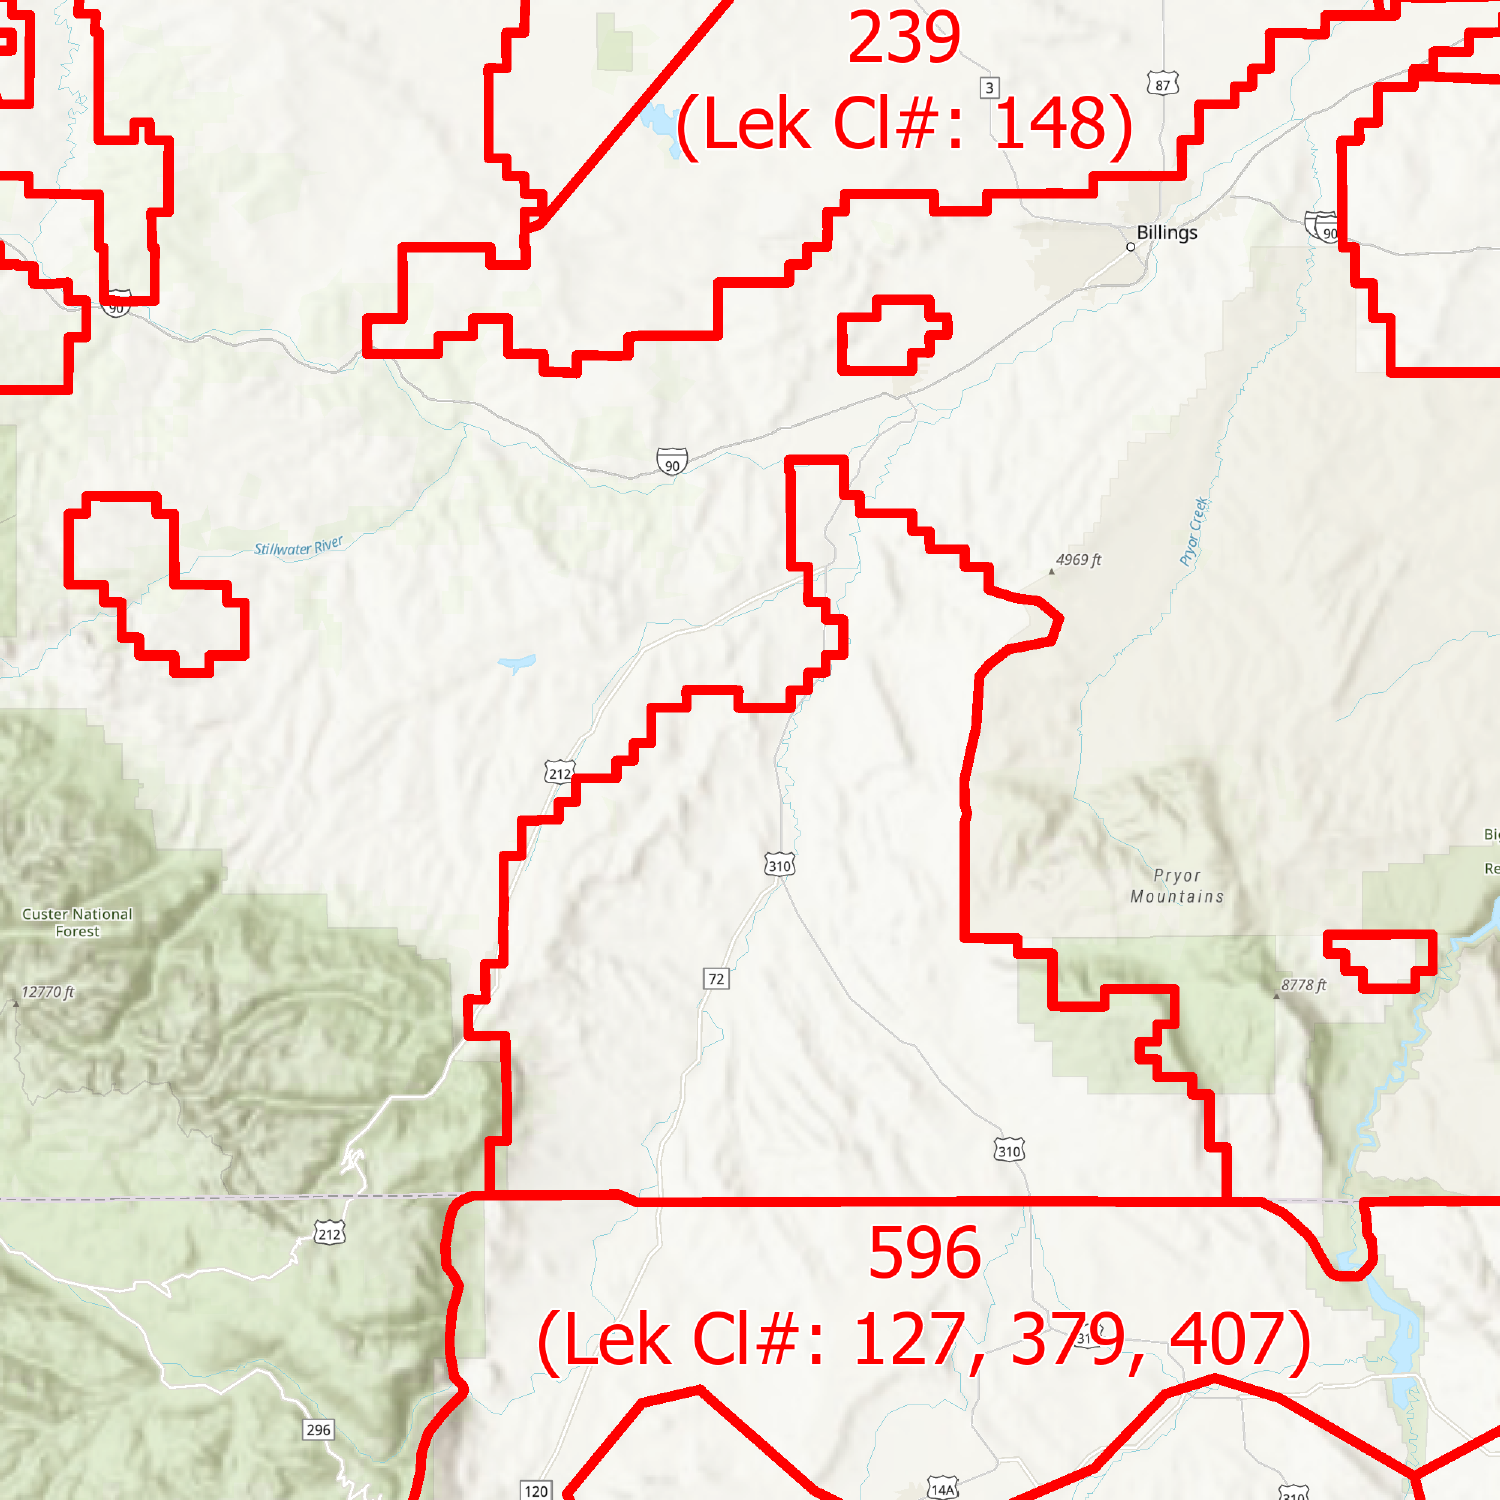 239
(Lek Cl#: 148)
3
87
Billings
90
90
90
Stillwater River
Pryor Creek
4969 ft
212
310
Pryor
Mountains
Custer National
Forest
12770 ft
72
8778 ft
310
212
596
(Lek Cl#: 127, 379, 407)
296
120
14A
310